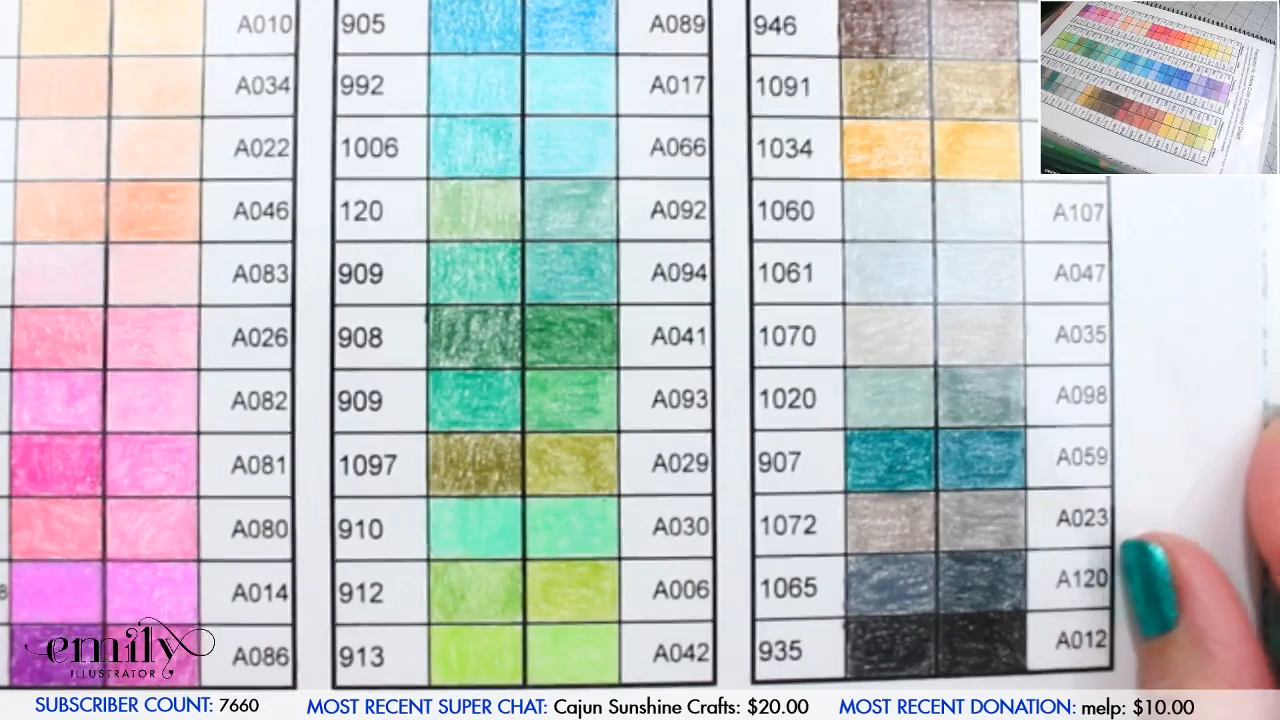 A010
A034
A022
A046
A083
A026
A082
A081
A080
A014
8
A086
905 A089
992 A017
1006 A066
120 A092
909 A094
908 A041
909 A093
1097 A029
910 A030
912 A006
913 A042
946
1091
1034
1060 A107
1061 A047
1070 A035
1020 A098
907 A059
1072 A023
1065 A120
935 A012
emily
ILLUSTRATOR
SUBSCRIBER COUNT: 7660 MOST RECENT SUPER CHAT: Cajun Sunshine Crafts: $20.00 MOST RECENT DONATION: melp: $10.00